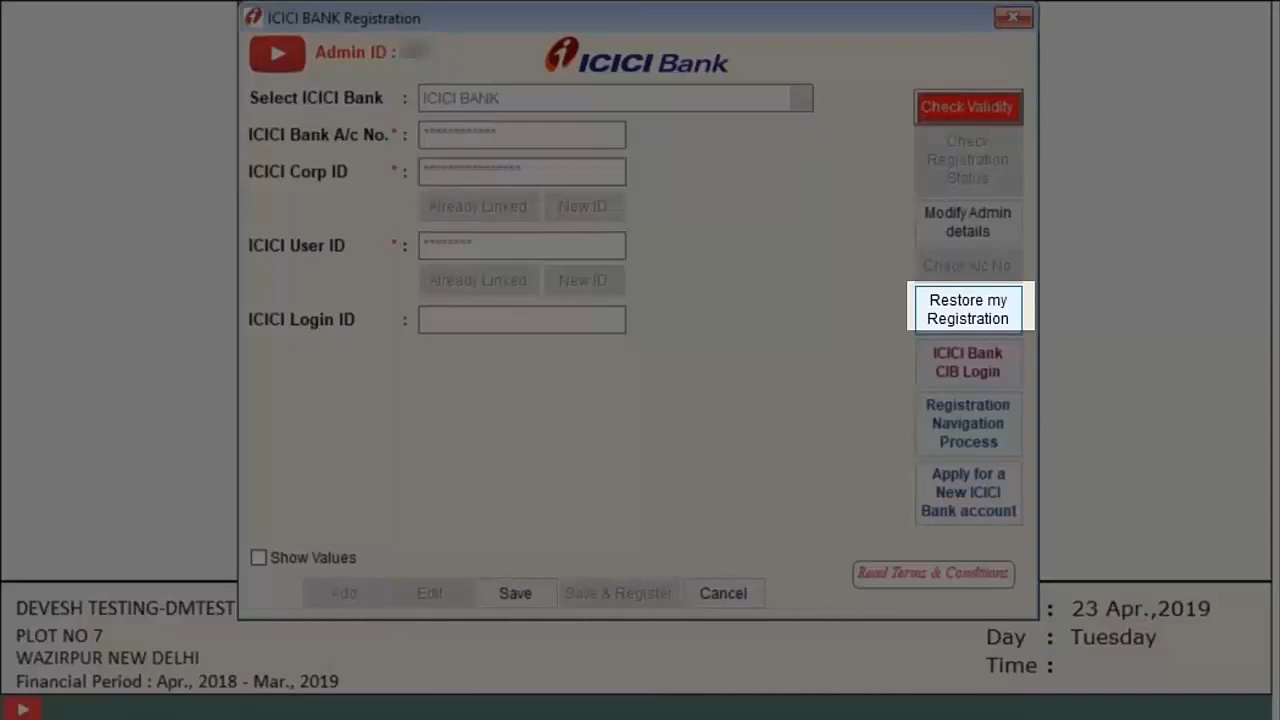 ICICI BANK Registration
Admin ID :
ICICI Bank
Select ICICI Bank : ICICI BANK
ICICI Bank A/c No.* : ************
ICICI Corp ID * :
Already Linked New ID
ICICI User ID * : ********
Already Linked New ID
ICICI Login ID :
Check Validity
Check
Registration
Status
Modify Admin
details
Check a/c No
Restore my
Registration
ICICI Bank
CIB Login
Registration
Navigation
Process
Apply for a
New ICICI
Bank account
Show Values
Read Terms & Conditions
Add Edit Save Save & Register Cancel
DEVESH TESTING-DMTEST
PLOT NO 7
WAZIRPUR NEW DELHI
Financial Period : Apr., 2018 - Mar., 2019
: 23 Apr.,2019
Day : Tuesday
Time :